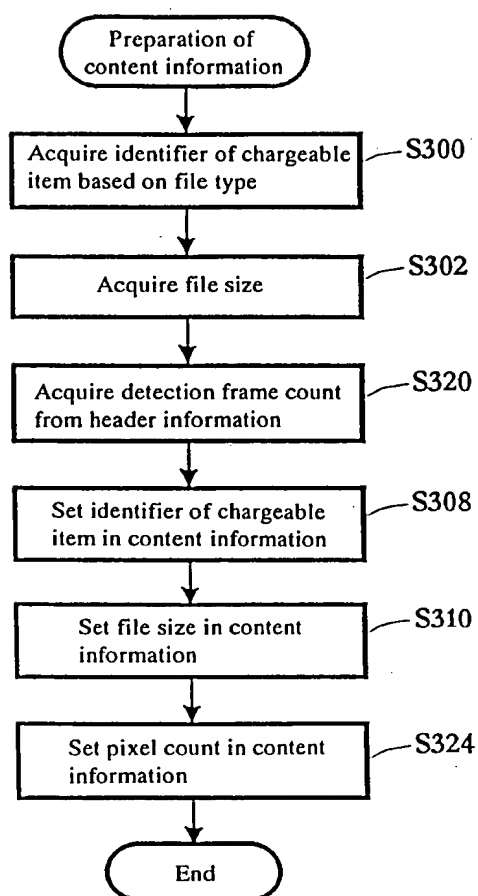 Preparation of
content information
Acquire identifier of chargeable
item based on file type
S300
Acquire file size
S302
Acquire detection frame count
from header information
S320
Set identifier of chargeable
item in content information
S308
Set file size in content
information
S310
Set pixel count in content
information
S324
End